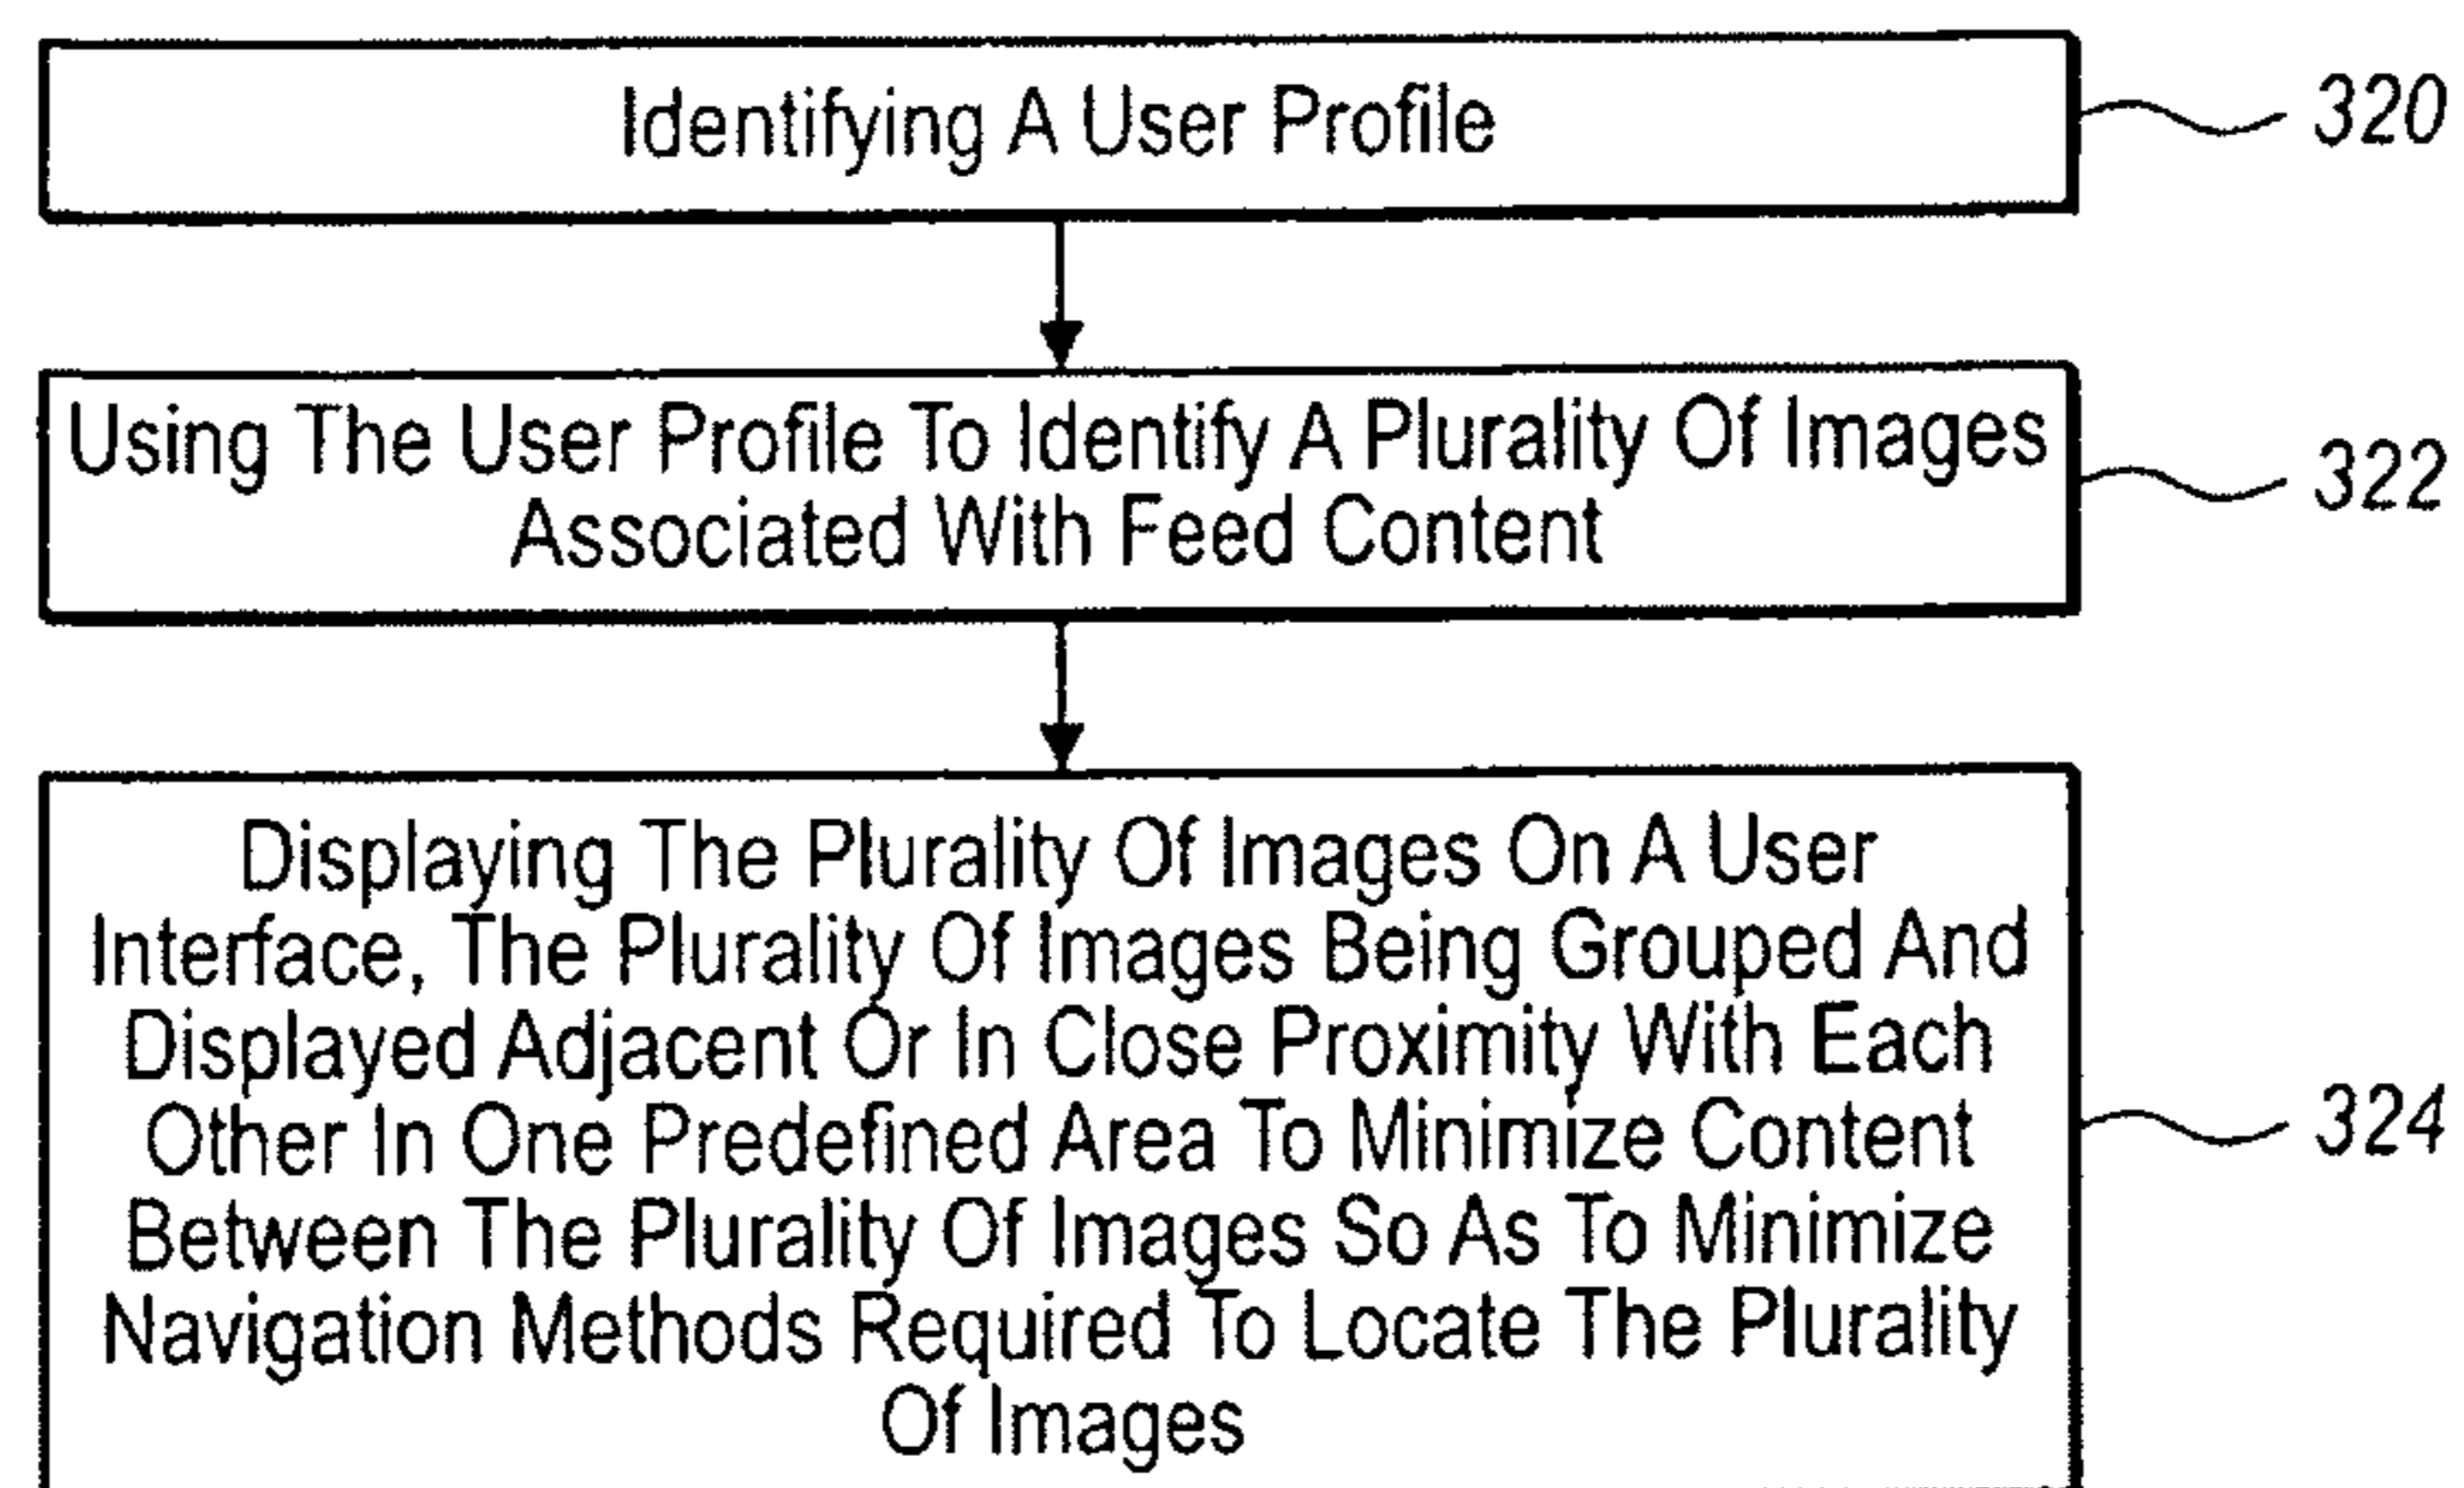 Identifying A User Profile
320
Using The User Profile To Identify A Plurality Of Images
Associated With Feed Content
322
Displaying The Plurality Of Images On A User
Interface, The Plurality Of Images Being Grouped And
Displayed Adjacent Or In Close Proximity With Each
Other In One Predefined Area To Minimize Content
Between The Plurality Of Images So As To Minimize
Navigation Methods Required To Locate The Plurality
Of Images
324